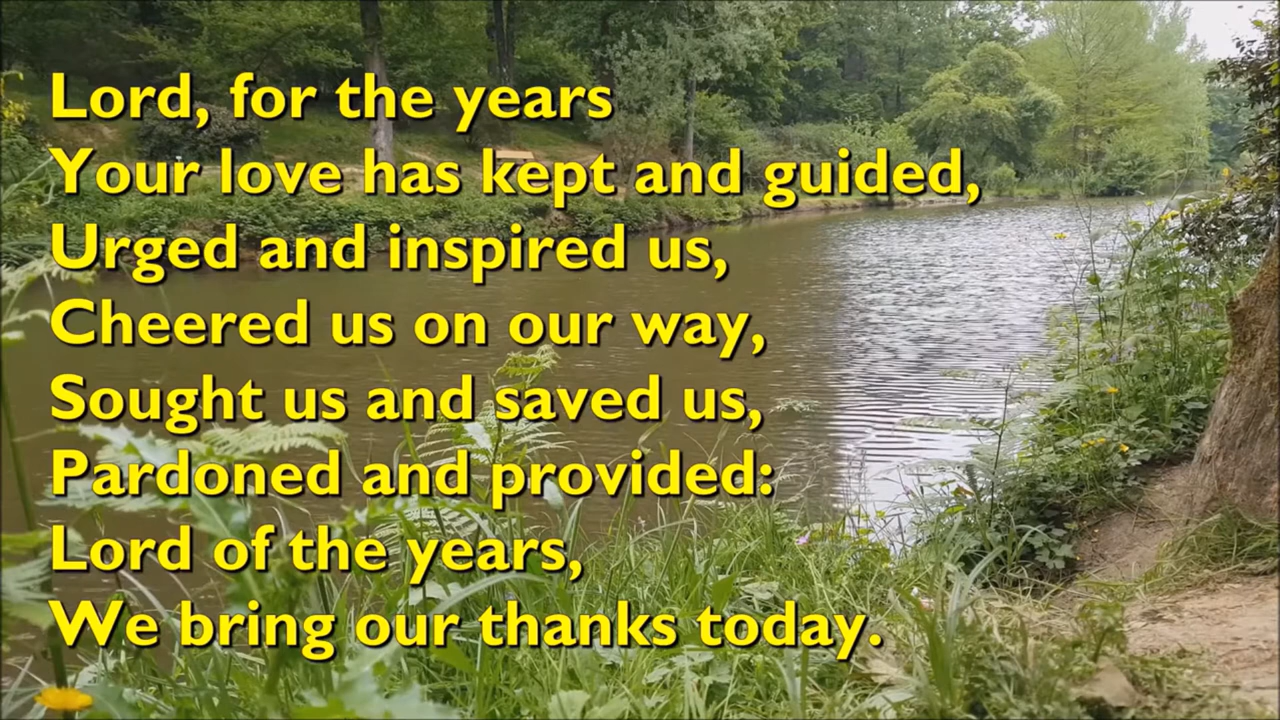 Lord, for the years
Your love has kept and guided,
Urged and inspired us,
Cheered us on our way,
Sought us and saved us,
Pardoned and provided:
Lord of the years,
We bring our thanks today.